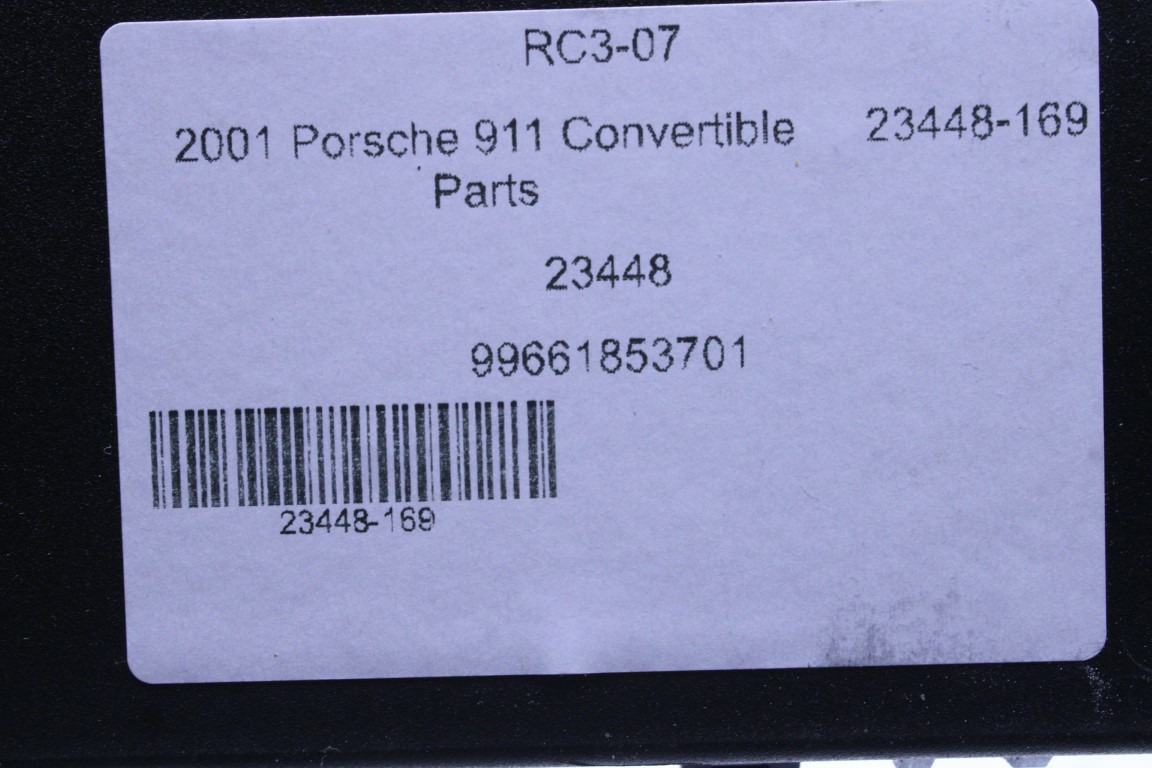 RC3-07
2001 Porsche 911 Convertible 23448-169
Parts
23448
99661853701
23448-169